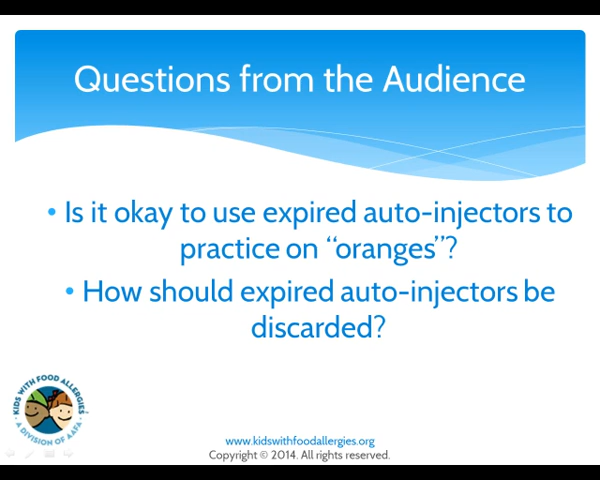 Questions from the Audience
• Is it okay to use expired auto-injectors to
practice on “oranges”?
• How should expired auto-injectors be
discarded?
KIDS WITH FOOD ALLERGIES
A DIVISION OF AAFA
www.kidswithfoodallergies.org
Copyright © 2014. All rights reserved.